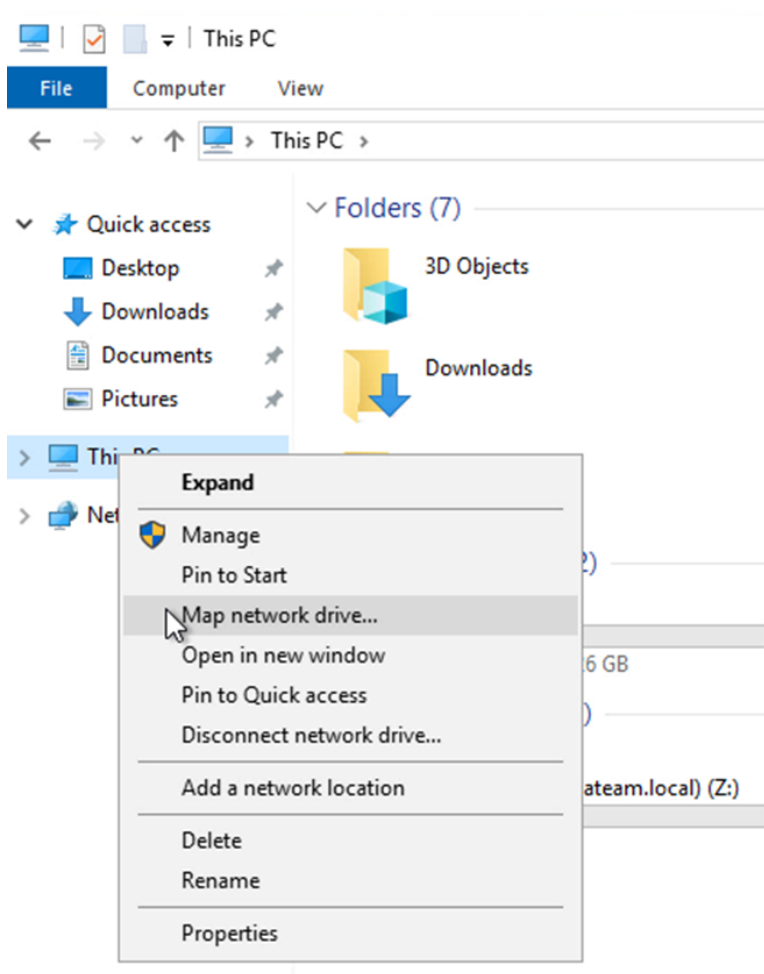 This PC
File Computer View
This PC
Folders (7)
Quick access
3D Objects
Desktop
Downloads
Downloads
Documents
Pictures
Expand
Manage
Pin to Start
Map network drive...
Open in new window
6 GB
Pin to Quick access
Disconnect network drive...
Add a network location
ateam.local) (Z:)
Delete
Rename
Properties